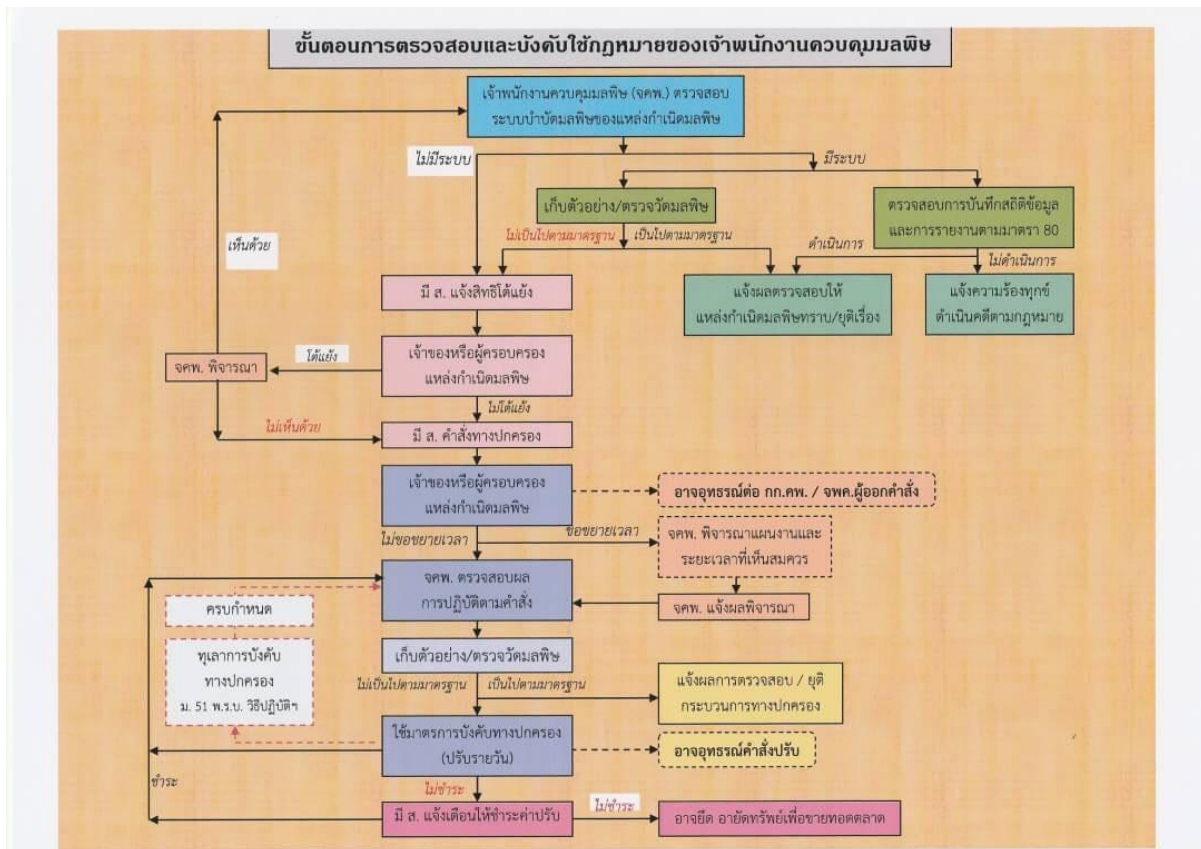 ขั้นตอนการตรวจสอบและบังคับใช้กฎหมายของเจ้าพนักงานควบคุมมลพิษ
เจ้าพนักงานควบคุมมลพิษ (จคพ.) ตรวจสอบ
ระบบบำบัดมลพิษของแหล่งกำเนิดมลพิษ
ไม่มีระบบ
มีระบบ
เก็บตัวอย่าง/ตรวจวัดมลพิษ
ตรวจสอบการบันทึกสถิติข้อมูล
และการรายงานตามมาตรา 80
ไม่เป็นไปตามมาตรฐาน
เป็นไปตามมาตรฐาน
ดำเนินการ
ไม่ดำเนินการ
เห็นด้วย
มี ส. แจ้งสิทธิโต้แย้ง
แจ้งผลตรวจสอบให้
แหล่งกำเนิดมลพิษทราบ/ยุติเรื่อง
แจ้งความร้องทุกข์
ดำเนินคดีตามกฎหมาย
จคพ. พิจารณา
โต้แย้ง
เจ้าของหรือผู้ครอบครอง
แหล่งกำเนิดมลพิษ
ไม่โต้แย้ง
ไม่เห็นด้วย
มี ส. คำสั่งทางปกครอง
เจ้าของหรือผู้ครอบครอง
แหล่งกำเนิดมลพิษ
อาจอุทธรณ์ต่อ กก.คพ. / จพค.ผู้ออกคำสั่ง
ไม่ขอขยายเวลา
ขอขยายเวลา
จคพ. พิจารณาแผนงานและ
ระยะเวลาที่เห็นสมควร
จคพ. ตรวจสอบผล
การปฏิบัติตามคำสั่ง
จคพ. แจ้งผลพิจารณา
ครบกำหนด
ทุเลาการบังคับ
ทางปกครอง
ม. 51 พ.ร.บ. วิธีปฏิบัติฯ
เก็บตัวอย่าง/ตรวจวัดมลพิษ
ไม่เป็นไปตามมาตรฐาน
เป็นไปตามมาตรฐาน
แจ้งผลการตรวจสอบ / ยุติ
กระบวนการทางปกครอง
ใช้มาตรการบังคับทางปกครอง
(ปรับรายวัน)
อาจอุทธรณ์คำสั่งปรับ
ชำระ
ไม่ชำระ
มี ส. แจ้งเตือนให้ชำระค่าปรับ
ไม่ชำระ
อาจยึด อายัดทรัพย์เพื่อขายทอดตลาด